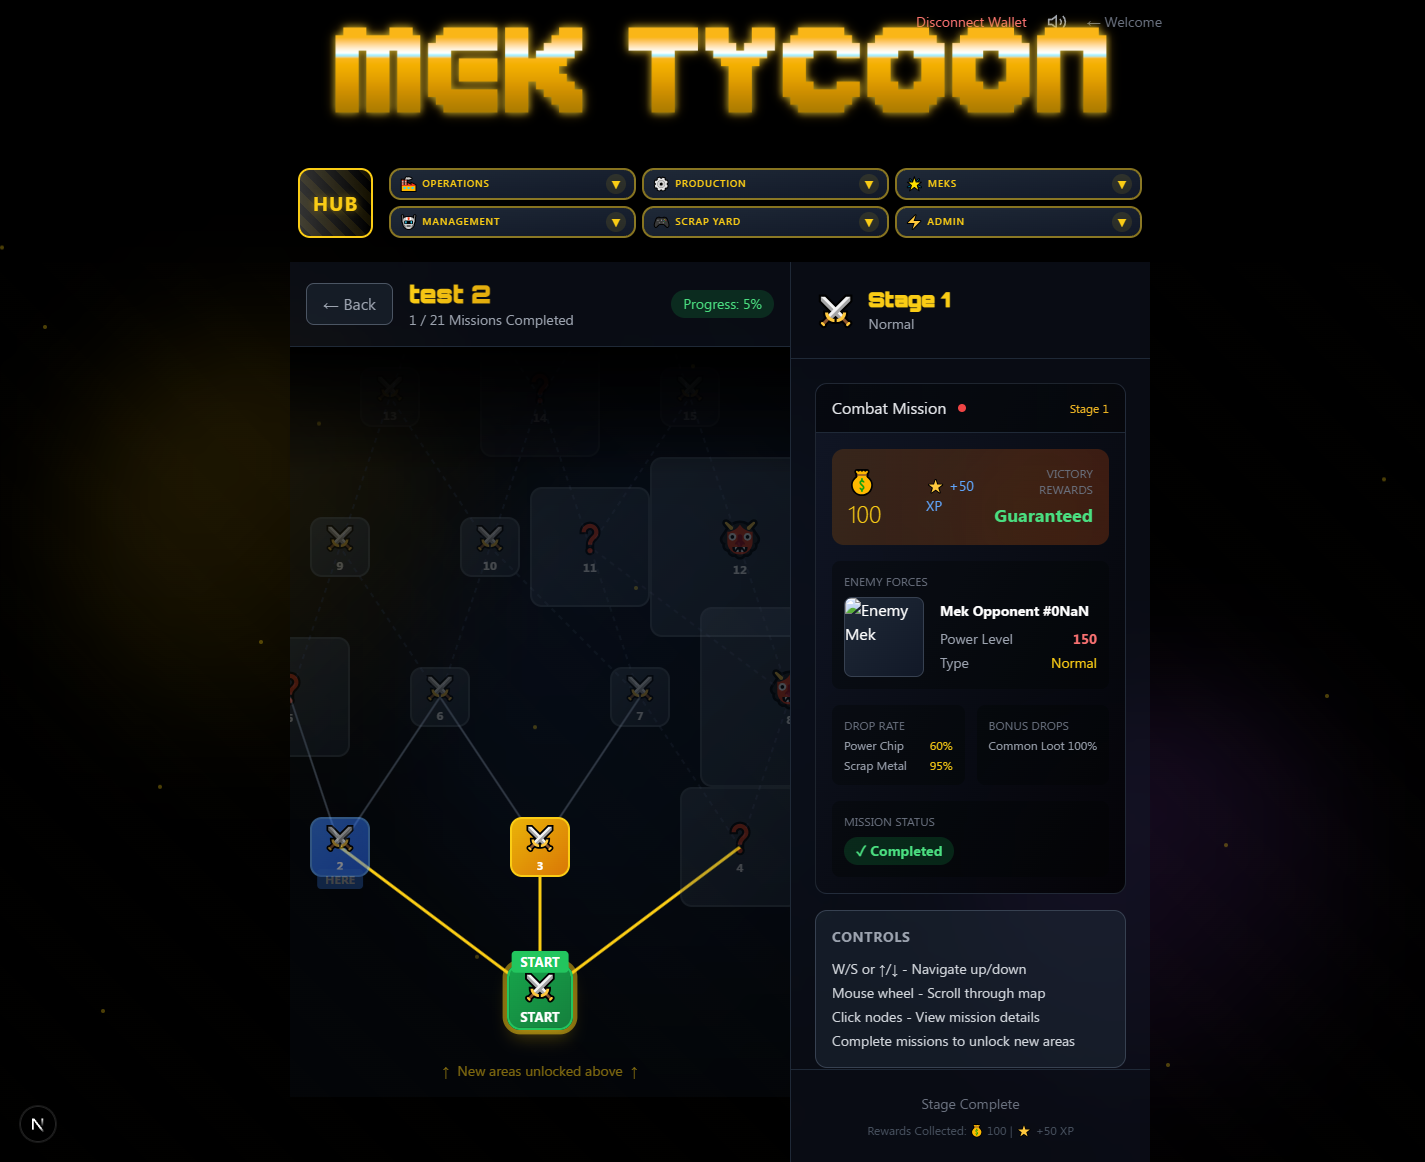 Disconnect Wallet
← Welcome
MEK TYCOON
HUB
OPERATIONS ▼
PRODUCTION ▼
MEKS ▼
MANAGEMENT ▼
SCRAP YARD ▼
ADMIN ▼
← Back
test 2
1 / 21 Missions Completed
Progress: 5%
13
14
15
9
10
11
12
6
7
2
HERE
3
4
START
START
↑ New areas unlocked above ↑
N
Stage 1
Normal
Combat Mission
Stage 1
100
+50
XP
VICTORY
REWARDS
Guaranteed
ENEMY FORCES
Enemy
Mek
Mek Opponent #0NaN
Power Level 150
Type Normal
DROP RATE
Power Chip 60%
Scrap Metal 95%
BONUS DROPS
Common Loot 100%
MISSION STATUS
✓ Completed
CONTROLS
W/S or ↑/↓ - Navigate up/down
Mouse wheel - Scroll through map
Click nodes - View mission details
Complete missions to unlock new areas
Stage Complete
Rewards Collected: 100 | +50 XP